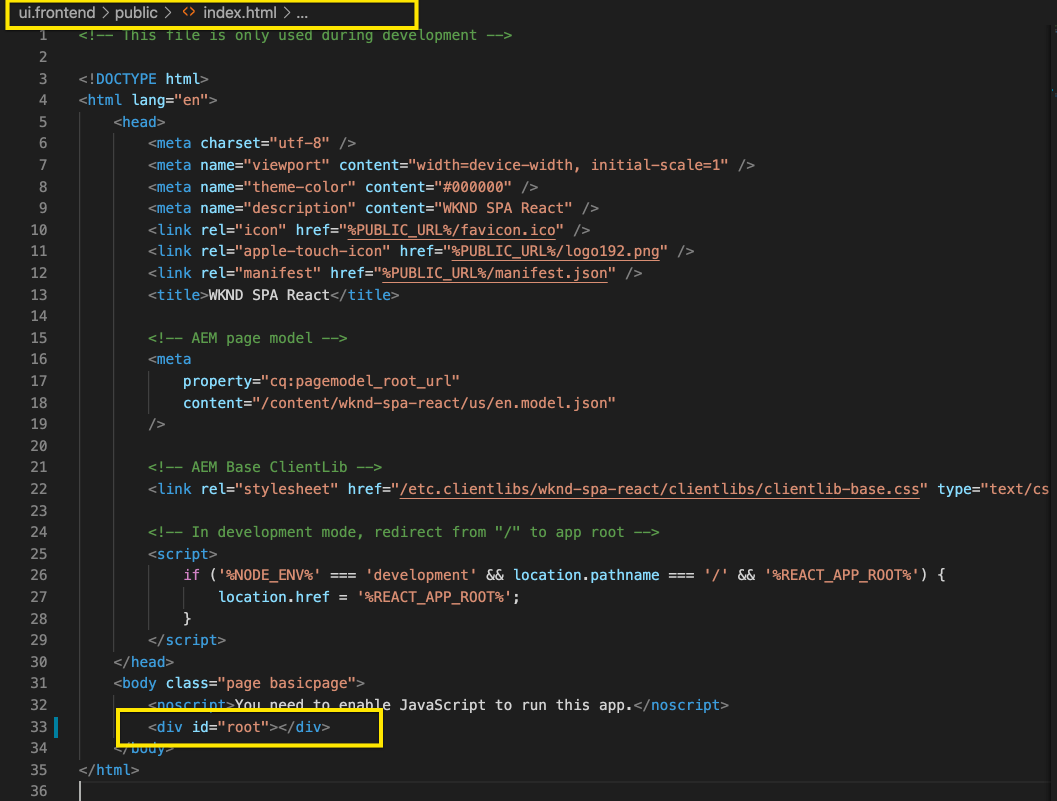 ui.frontend > public > <> index.html > ...
1 <!-- This file is only used during development -->
2
3 <!DOCTYPE html>
4 <html lang="en">
5 <head>
6 <meta charset="utf-8" />
7 <meta name="viewport" content="width=device-width, initial-scale=1" />
8 <meta name="theme-color" content="#000000" />
9 <meta name="description" content="WKND SPA React" />
10 <link rel="icon" href="%PUBLIC_URL%/favicon.ico" />
11 <link rel="apple-touch-icon" href="%PUBLIC_URL%/logo192.png" />
12 <link rel="manifest" href="%PUBLIC_URL%/manifest.json" />
13 <title>WKND SPA React</title>
14
15 <!-- AEM page model -->
16 <meta
17 property="cq:pagemodel_root_url"
18 content="/content/wknd-spa-react/us/en.model.json"
19 />
20
21 <!-- AEM Base ClientLib -->
22 <link rel="stylesheet" href="/etc.clientlibs/wknd-spa-react/clientlibs/clientlib-base.css" type="text/cs
23
24 <!-- In development mode, redirect from "/" to app root -->
25 <script>
26 if ('%NODE_ENV%' === 'development' && location.pathname === '/' && '%REACT_APP_ROOT%') {
27 location.href = '%REACT_APP_ROOT%';
28 }
29 </script>
30 </head>
31 <body class="page basicpage">
32 <noscript>You need to enable JavaScript to run this app.</noscript>
33 <div id="root"></div>
34 </body>
35 </html>
36